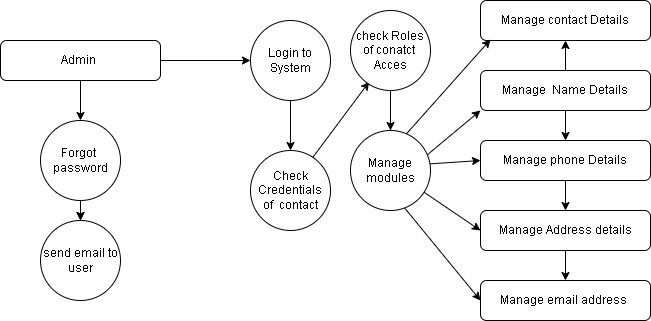 Admin
Forgot
password
send email to
user
Login to
System
Check
Credentials
of contact
check Roles
of conatct
Acces
Manage
modules
Manage contact Details
Manage Name Details
Manage phone Details
Manage Address details
Manage email address